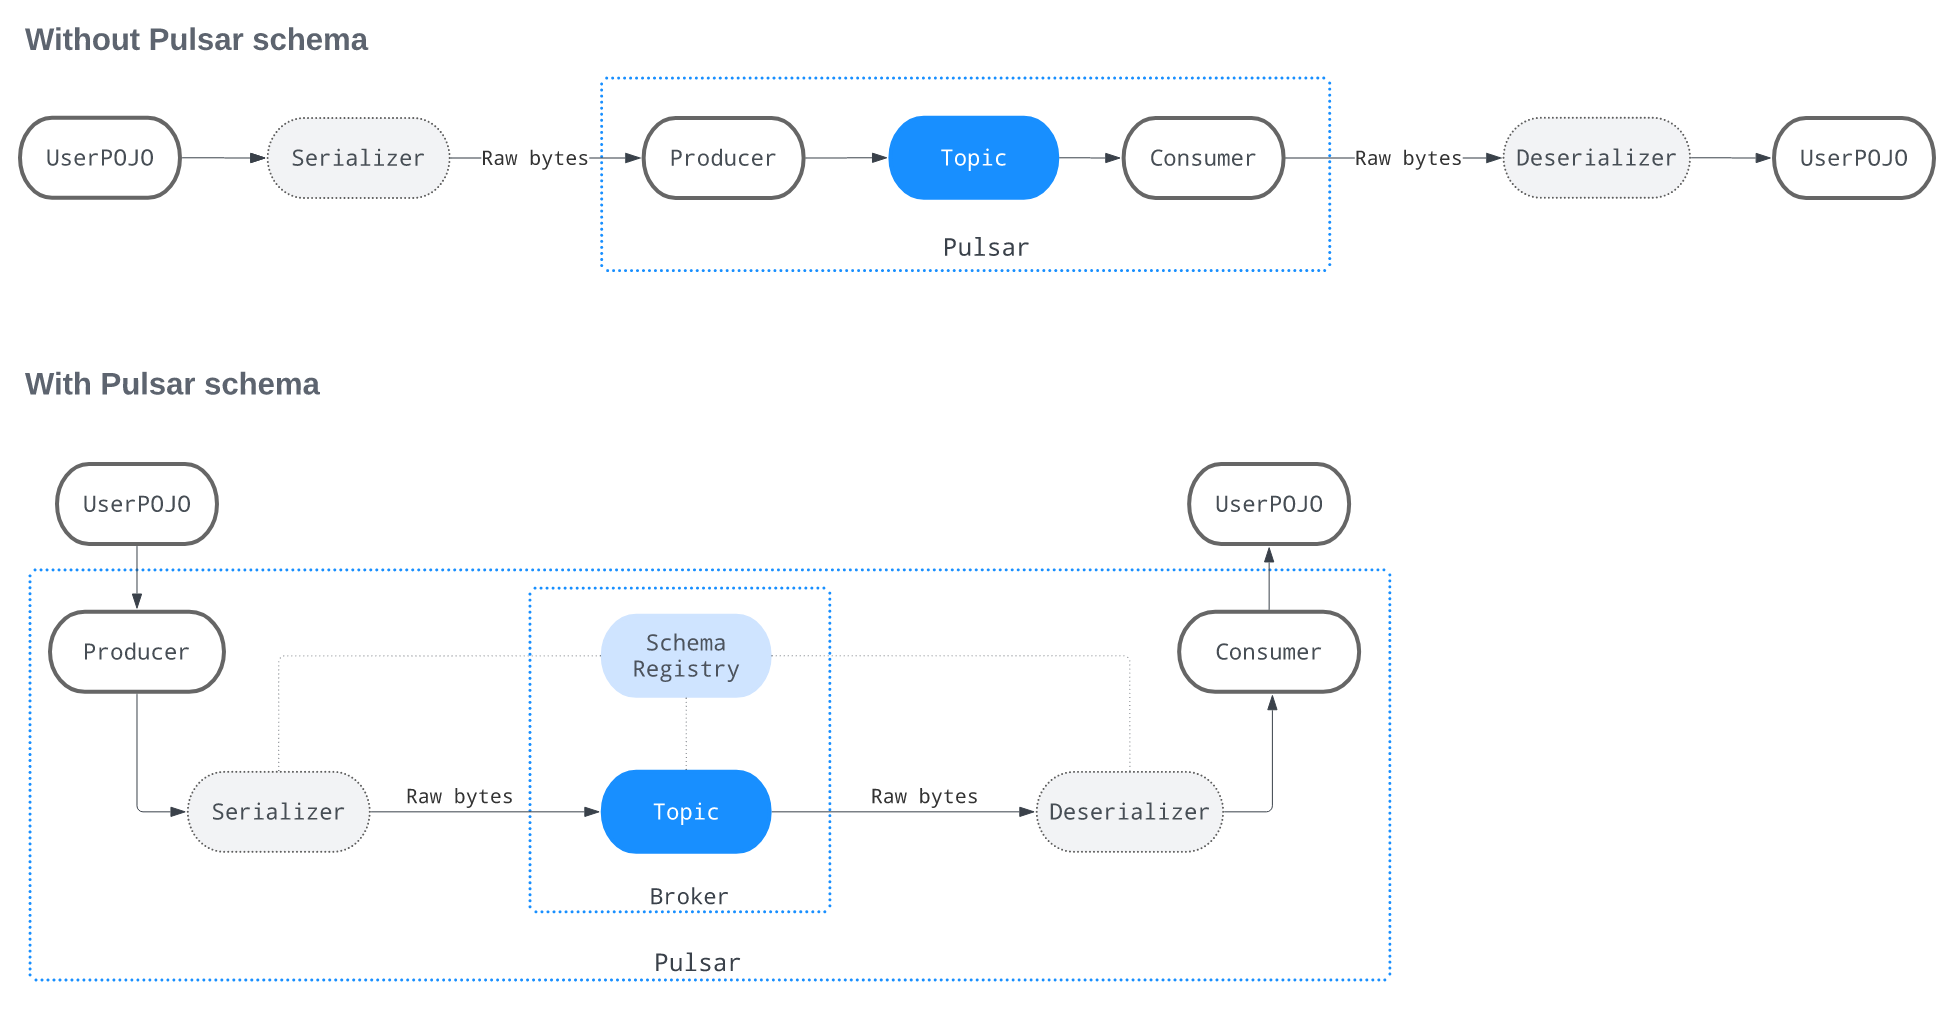 Without Pulsar schema
UserPOJO
Serializer
Raw bytes
Producer
Topic
Consumer
Raw bytes
Deserializer
UserPOJO
Pulsar
With Pulsar schema
UserPOJO
UserPOJO
Producer
Schema
Registry
Consumer
Serializer
Raw bytes
Topic
Raw bytes
Deserializer
Broker
Pulsar